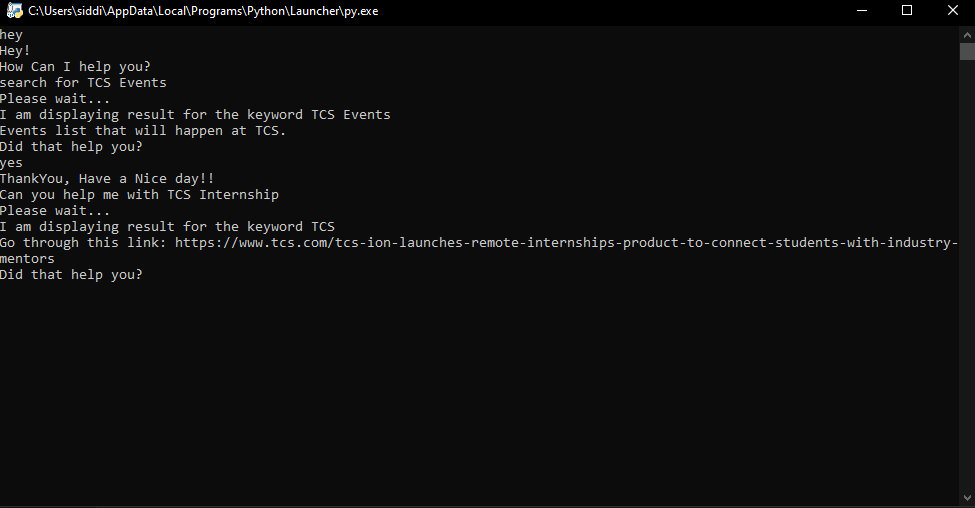 C:\Users\siddi\AppData\Local\Programs\Python\Launcher\py.exe
hey
Hey!
How Can I help you?
search for TCS Events
Please wait...
I am displaying result for the keyword TCS Events
Events list that will happen at TCS.
Did that help you?
yes
ThankYou, Have a Nice day!!
Can you help me with TCS Internship
Please wait...
I am displaying result for the keyword TCS
Go through this link: https://www.tcs.com/tcs-ion-launches-remote-internships-product-to-connect-students-with-industry-
mentors
Did that help you?